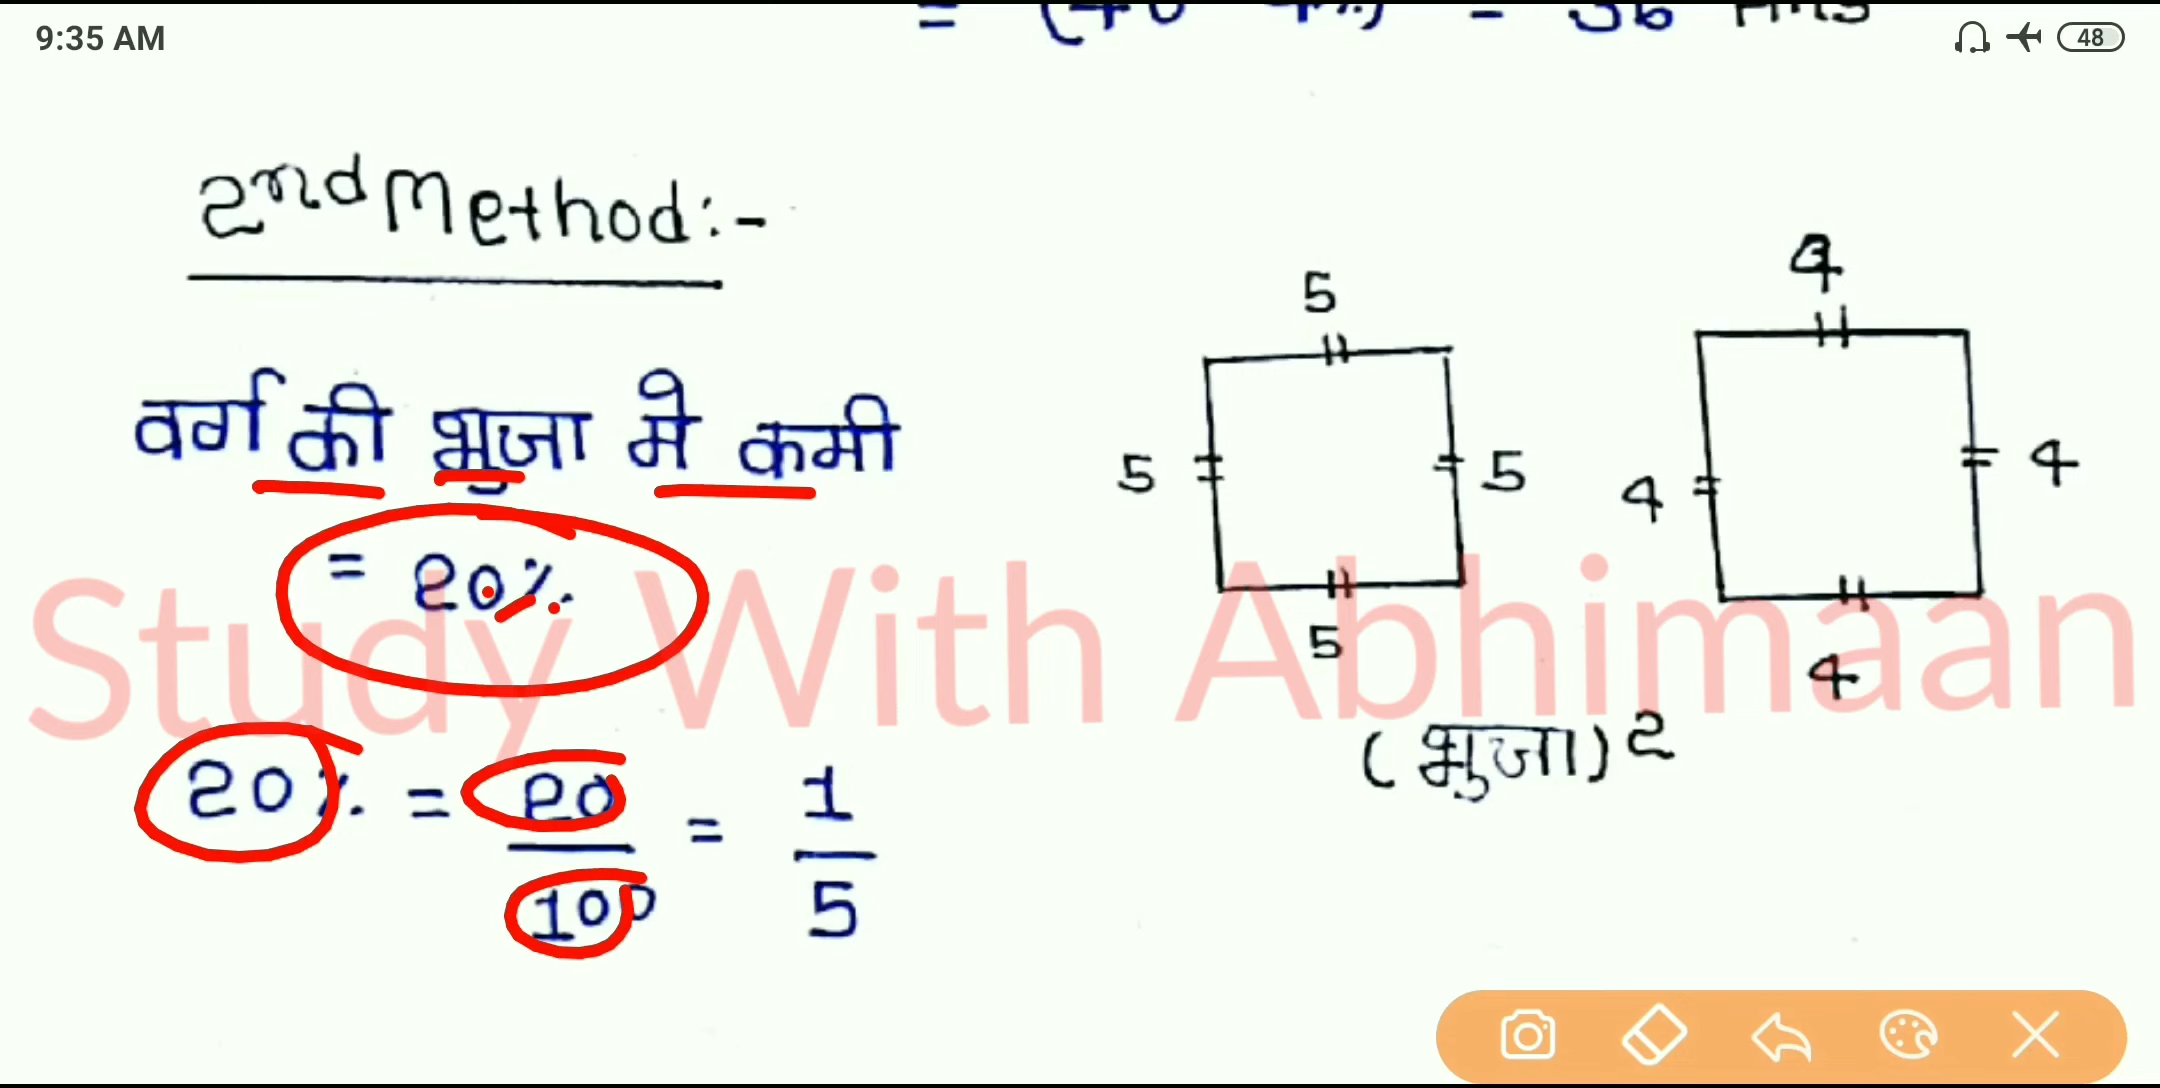 9:35 AM
48
= 36
2nd Method:-
वर्ग की भुजा मे कमी
= 20%
20% = 20/100 = 1/5
5
5
5
5
4
4
4
4
(भुजा)2
Study With Abhimaan